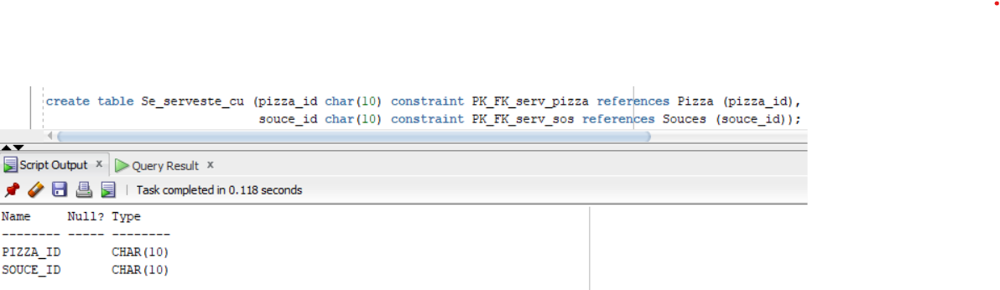 create table Se_serveste_cu (pizza_id char(10) constraint PK_FK_serv_pizza references Pizza (pizza_id),
souce_id char(10) constraint PK_FK_serv_sos references Souces (souce_id));
Script Output x Query Result x
Task completed in 0.118 seconds
Name Null? Type
-------- ----- --------
PIZZA_ID CHAR(10)
SOUCE_ID CHAR(10)